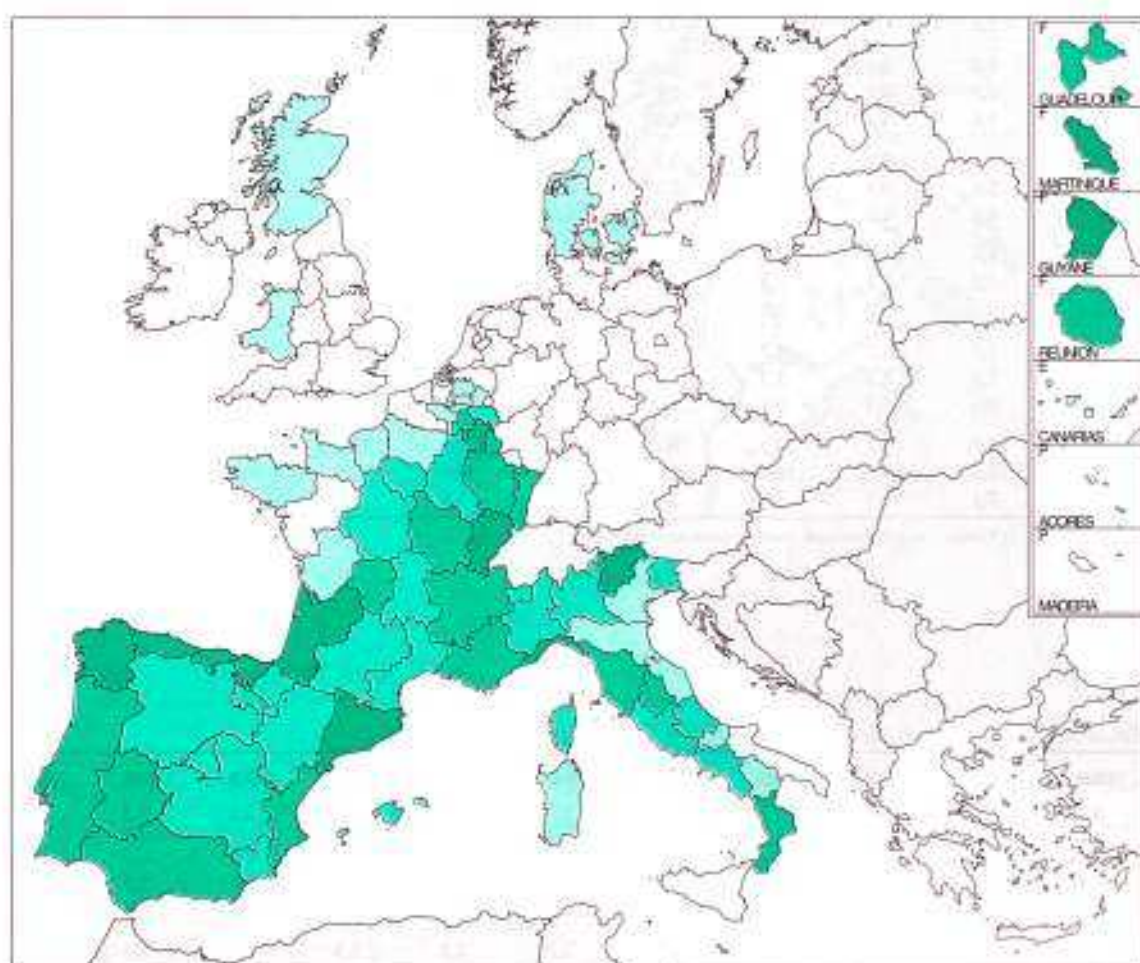 F
GUADELOUPE
F
MARTINIQUE
F
GUYANE
F
REUNION
E
CANARIAS
P
ACORES
P
MADEIRA